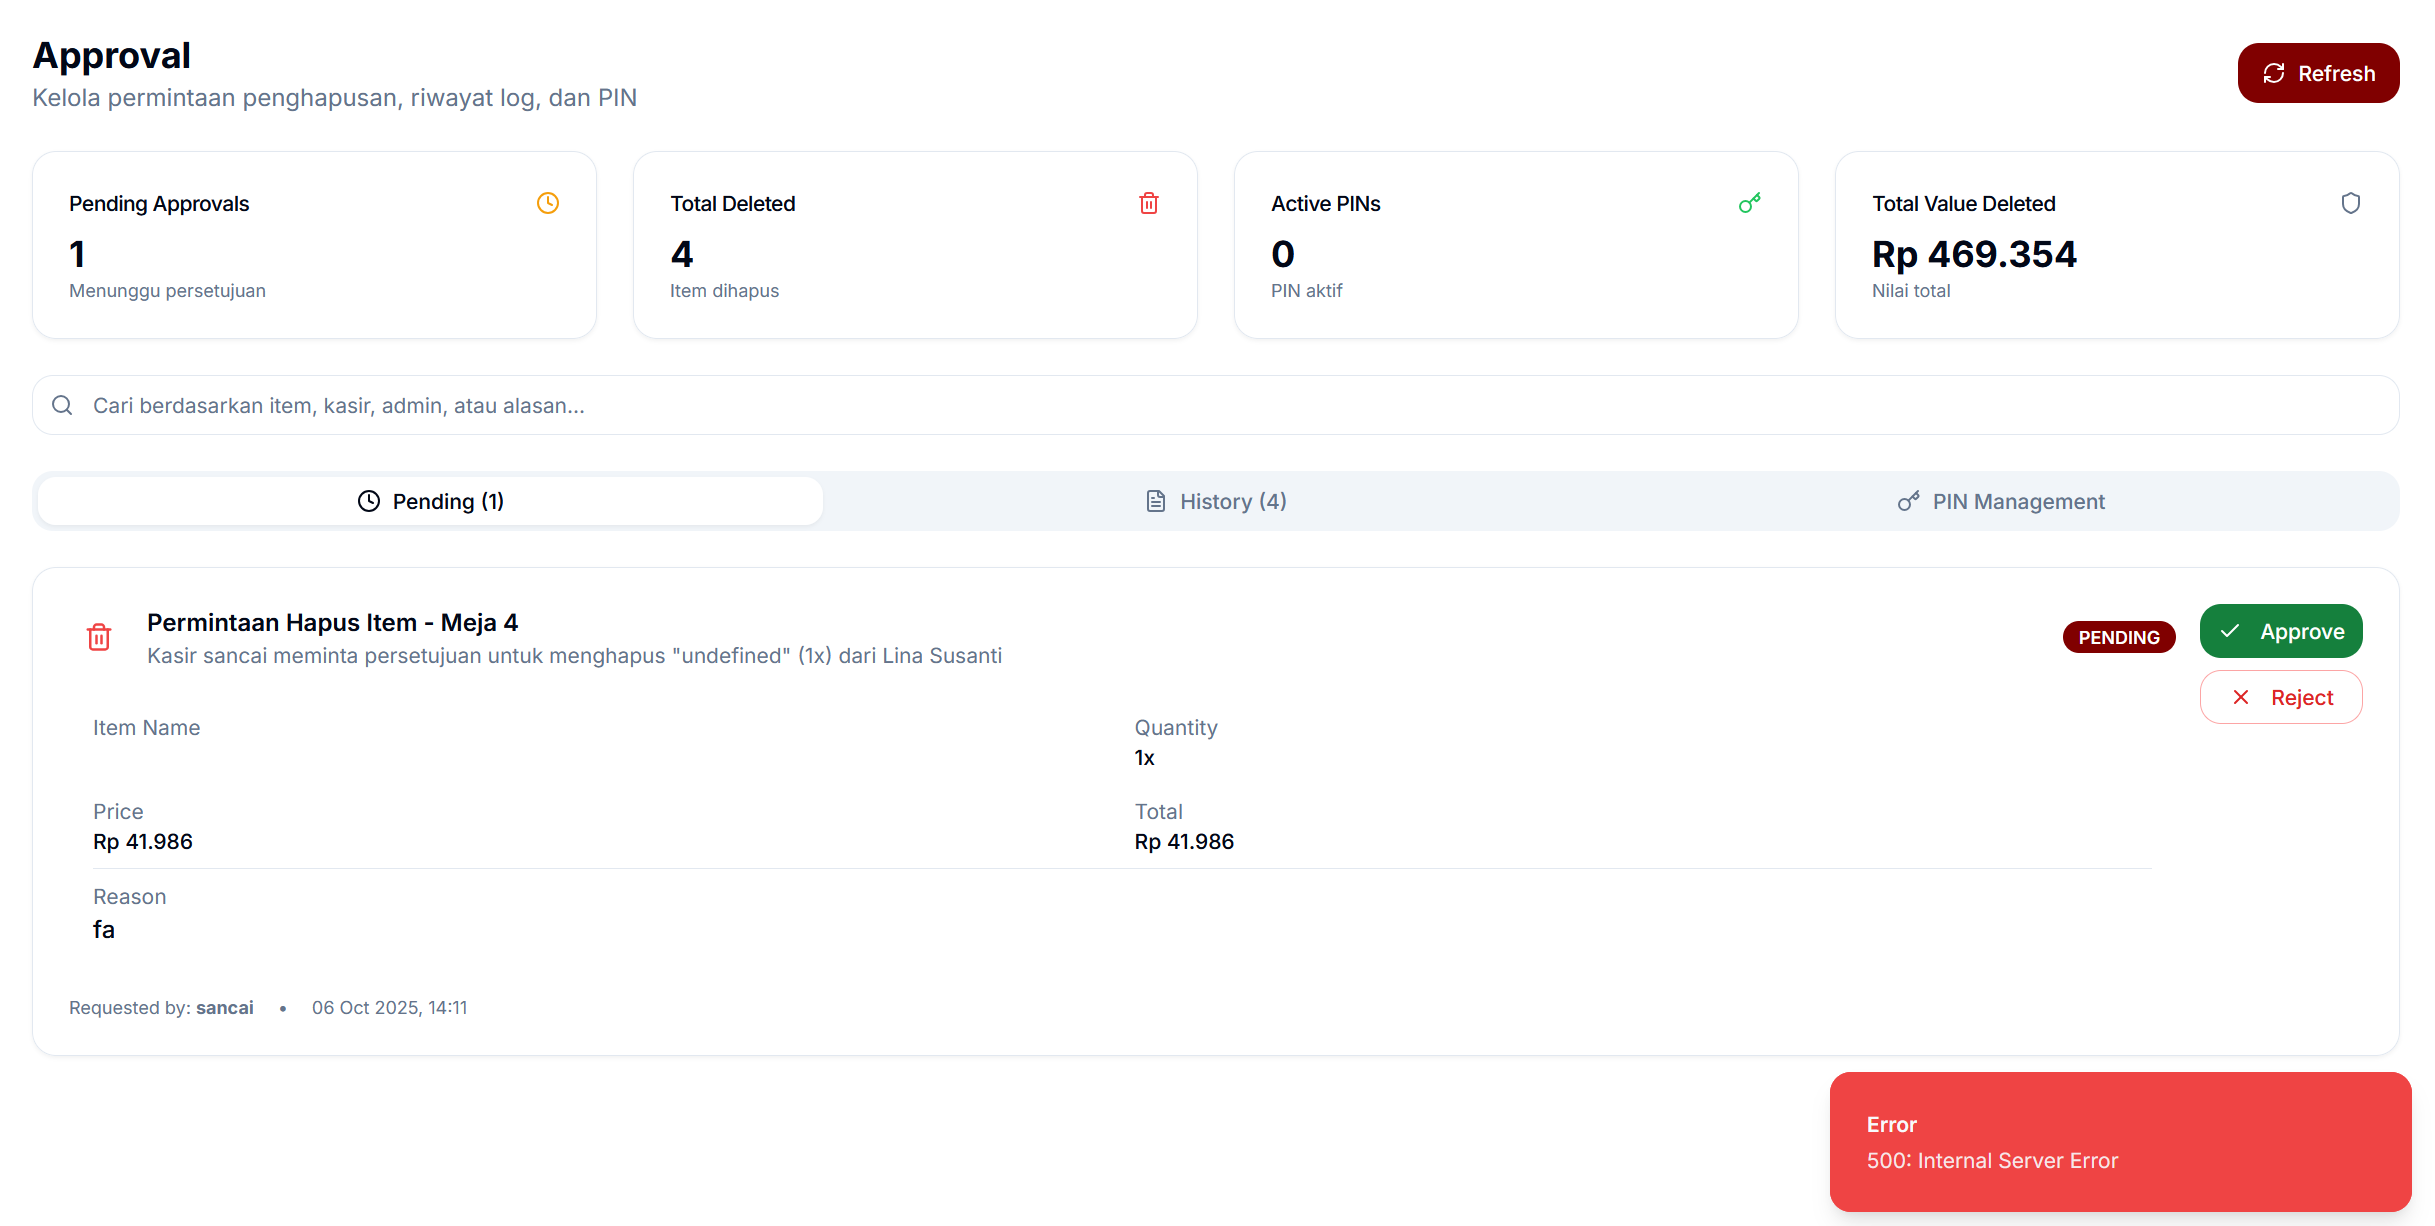 Approval
Kelola permintaan penghapusan, riwayat log, dan PIN
Refresh
Pending Approvals
1
Menunggu persetujuan
Total Deleted
4
Item dihapus
Active PINs
0
PIN aktif
Total Value Deleted
Rp 469.354
Nilai total
Cari berdasarkan item, kasir, admin, atau alasan...
Pending (1)
History (4)
PIN Management
Permintaan Hapus Item - Meja 4
Kasir sancai meminta persetujuan untuk menghapus "undefined" (1x) dari Lina Susanti
PENDING
Approve
Reject
Item Name
Quantity
1x
Price
Rp 41.986
Total
Rp 41.986
Reason
fa
Requested by: sancai • 06 Oct 2025, 14:11
Error
500: Internal Server Error